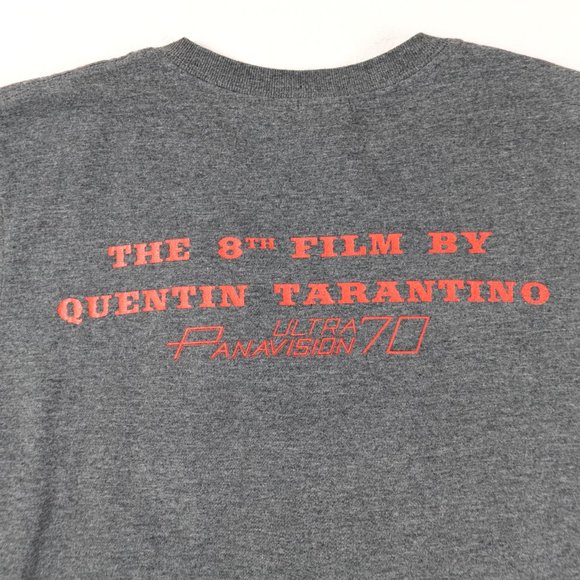 THE 8TH FILM BY
QUENTIN TARANTINO
ULTRA
PANAVISION 70